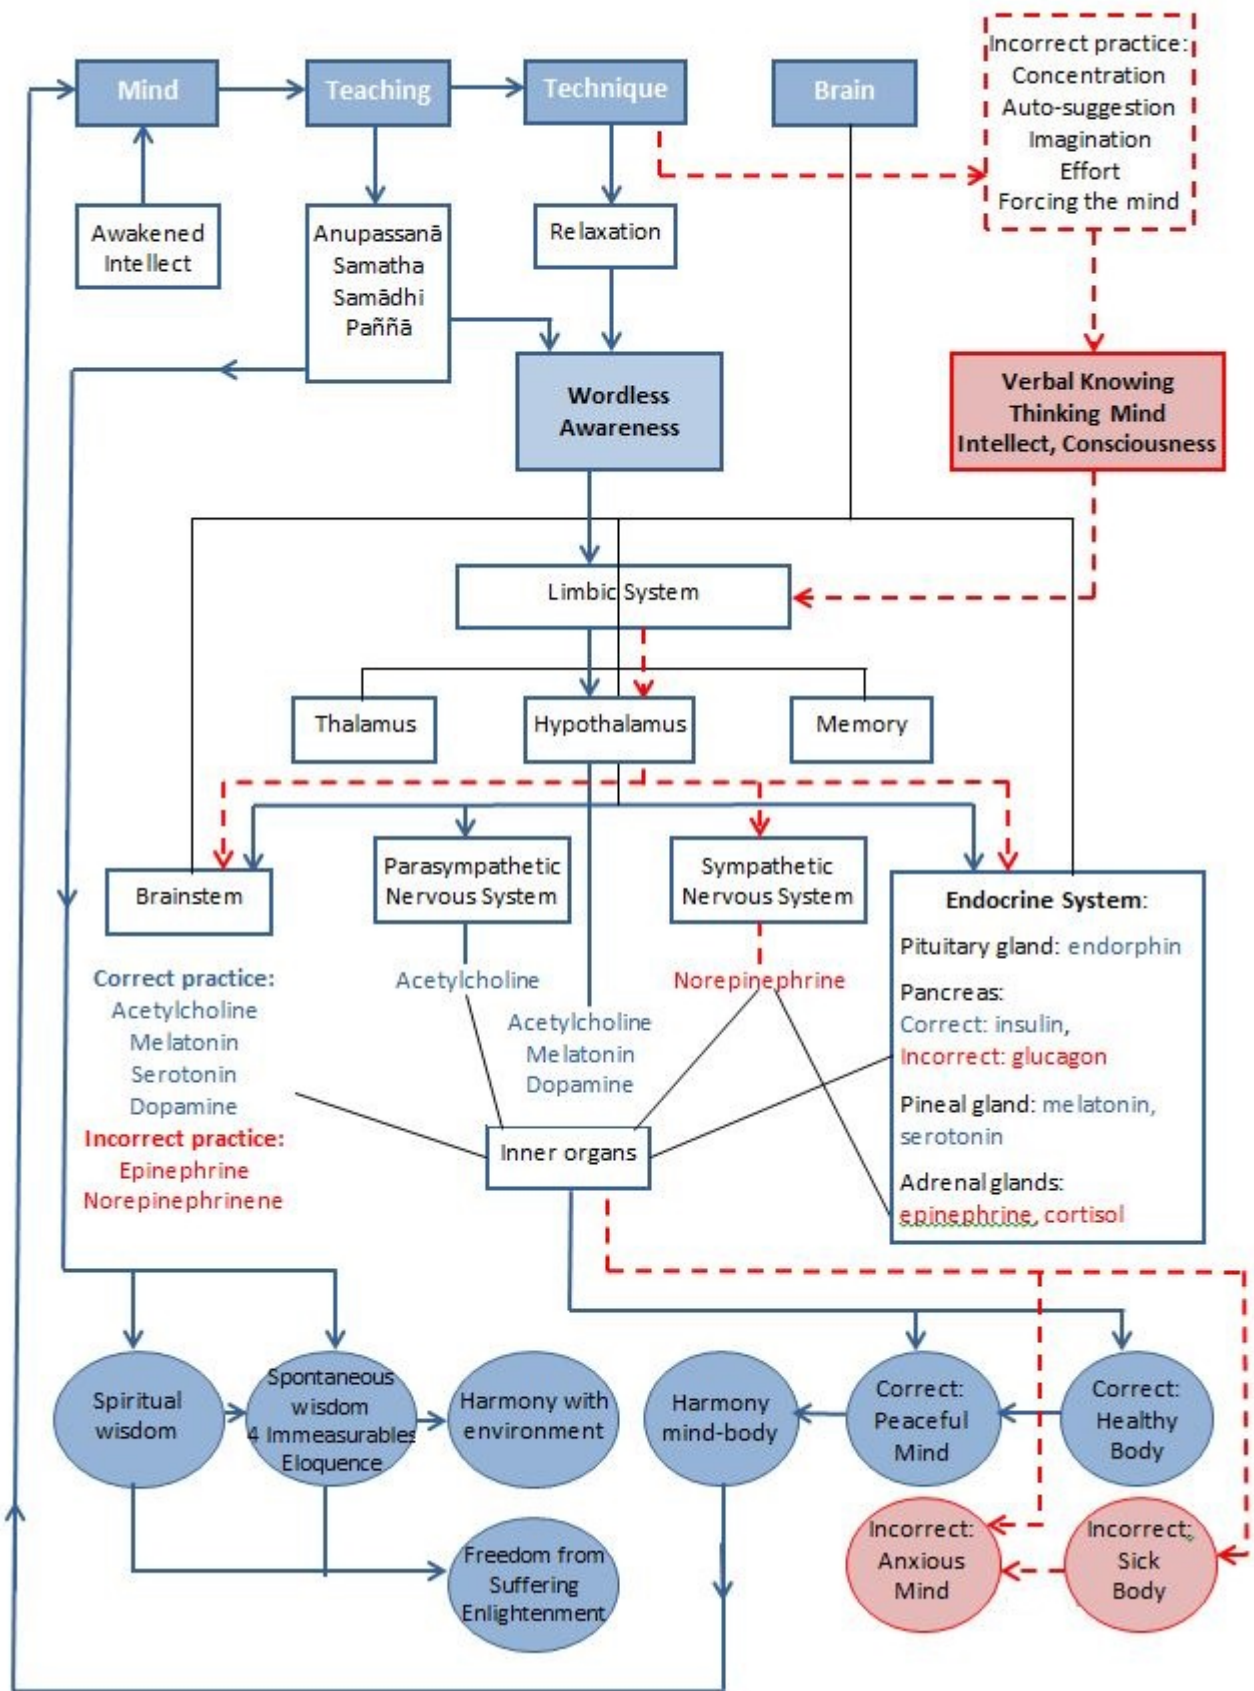 Mind
Teaching
Technique
Brain
Incorrect practice:
Concentration
Auto-suggestion
Imagination
Effort
Forcing the mind
Awakened
Intellect
Anupassanā
Samatha
Samādhi
Paññā
Relaxation
Wordless
Awareness
Verbal Knowing
Thinking Mind
Intellect, Consciousness
Limbic System
Thalamus
Hypothalamus
Memory
Brainstem
Parasympathetic
Nervous System
Sympathetic
Nervous System
Endocrine System:
Pituitary gland: endorphin
Pancreas:
Correct: insulin,
Incorrect: glucagon
Pineal gland: melatonin,
serotonin
Adrenal glands:
epinephrine, cortisol
Correct practice:
Acetylcholine
Melatonin
Serotonin
Dopamine
Incorrect practice:
Epinephrine
Norepinephrinene
Acetylcholine
Acetylcholine
Melatonin
Dopamine
Norepinephrine
Inner organs
Spiritual
wisdom
Spontaneous
wisdom
4 Immeasurables
Eloquence
Harmony with
environment
Harmony
mind-body
Correct:
Peaceful
Mind
Correct:
Healthy
Body
Freedom from
Suffering
Enlightenment
Incorrect:
Anxious
Mind
Incorrect:
Sick
Body